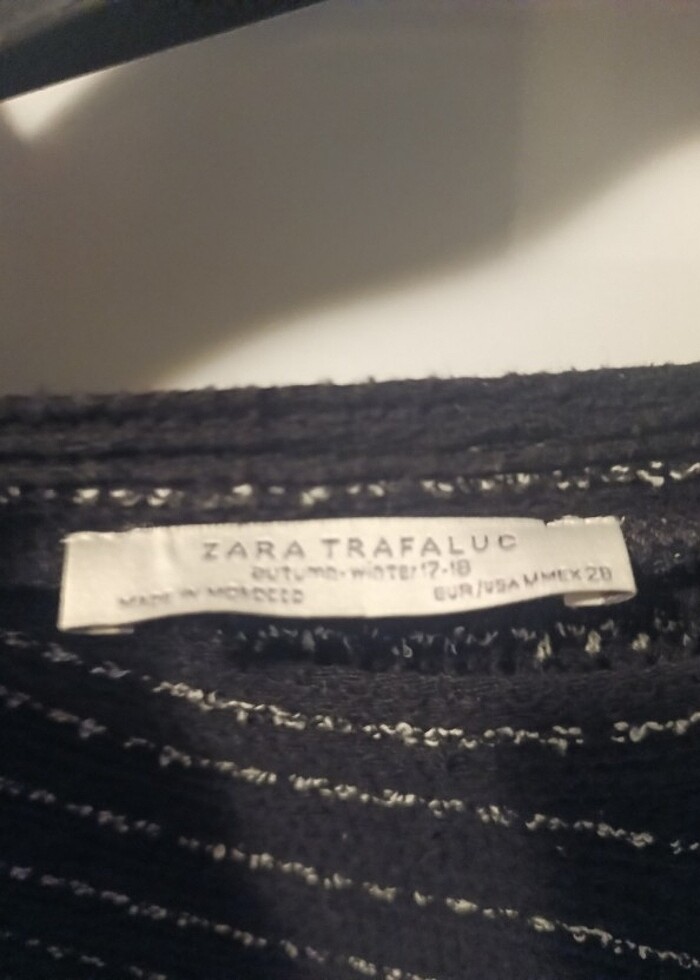 ZARA TRAFALUC
autumn-winter 17-18
MADE IN MOROCCO
EUR/USA M MEX 28